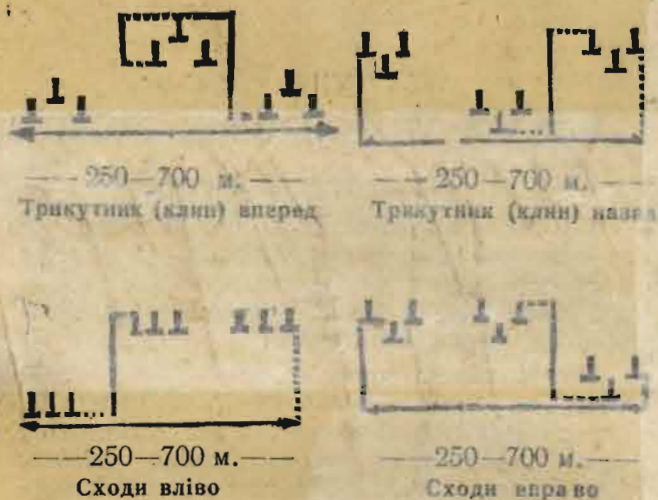 — — 250—700 м. — —
Трикутник (клин) вперед
— — 250—700 м. — —
Трикутник (клин) назад
— — 250—700 м. — —
Сходи вліво
— — 250—700 м. — —
Сходи вправо